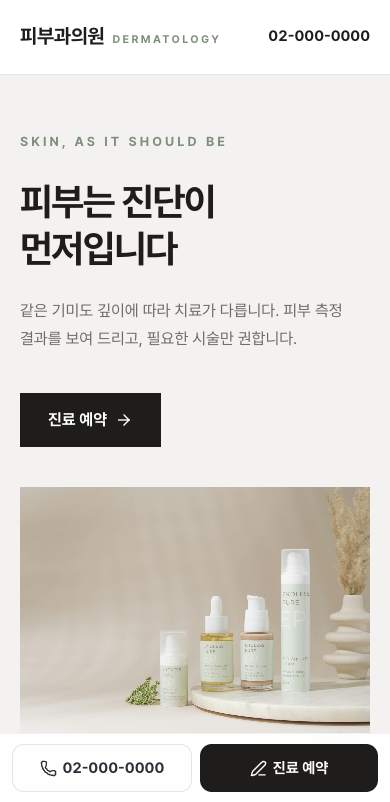 피부과의원 DERMATOLOGY 02-000-0000
SKIN, AS IT SHOULD BE
피부는 진단이
먼저입니다
같은 기미도 깊이에 따라 치료가 다릅니다. 피부 측정
결과를 보여 드리고, 필요한 시술만 권합니다.
진료 예약
02-000-0000
진료 예약